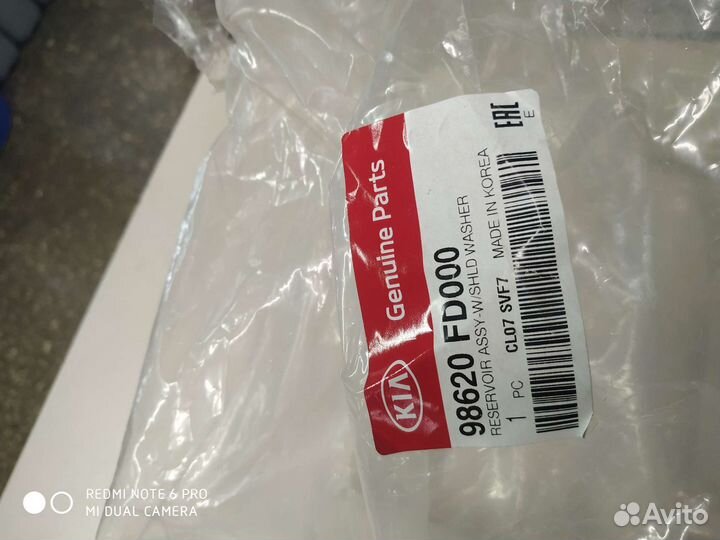 KIA Genuine Parts
98620 FD000
RESERVOIR ASSY-W/SHLD WASHER
1 PC CL07 SVF7 MADE IN KOREA
EAC
E
REDMI NOTE 6 PRO
MI DUAL CAMERA
Avito